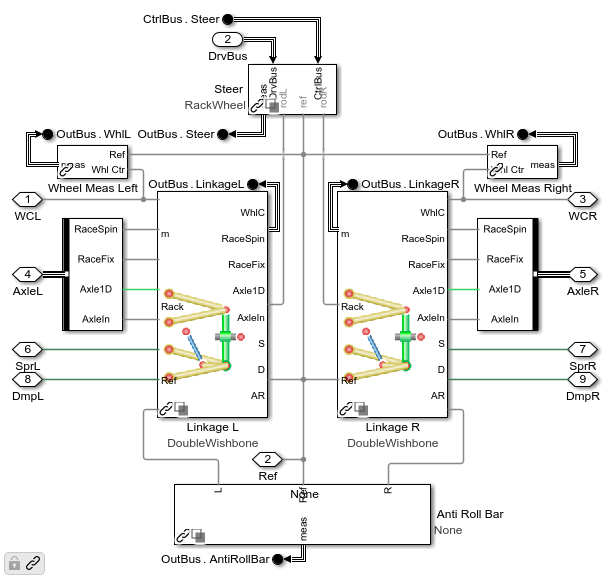 CtrlBus . Steer
2
DrvBus
Steer
RackWheel
meas
DrvBus
rodL
ref
CtrlBus
rodR
OutBus . WhlL
OutBus . Steer
OutBus . WhlR
meas
Ref
Whl Ctr
Wheel Meas Left
Ref
Whl Ctr
meas
Wheel Meas Right
OutBus . LinkageL
OutBus . LinkageR
1
WCL
3
WCR
RaceSpin
RaceFix
Axle1D
AxleIn
4
AxleL
m
Rack
Ref
WhlC
RaceSpin
RaceFix
Axle1D
AxleIn
S
D
AR
m
Rack
Ref
WhlC
RaceSpin
RaceFix
Axle1D
AxleIn
S
D
AR
RaceSpin
RaceFix
Axle1D
AxleIn
5
AxleR
6
SprL
8
DmpL
7
SprR
9
DmpR
Linkage L
DoubleWishbone
Linkage R
DoubleWishbone
2
Ref
L
Ref
R
None
meas
Anti Roll Bar
None
OutBus . AntiRollBar